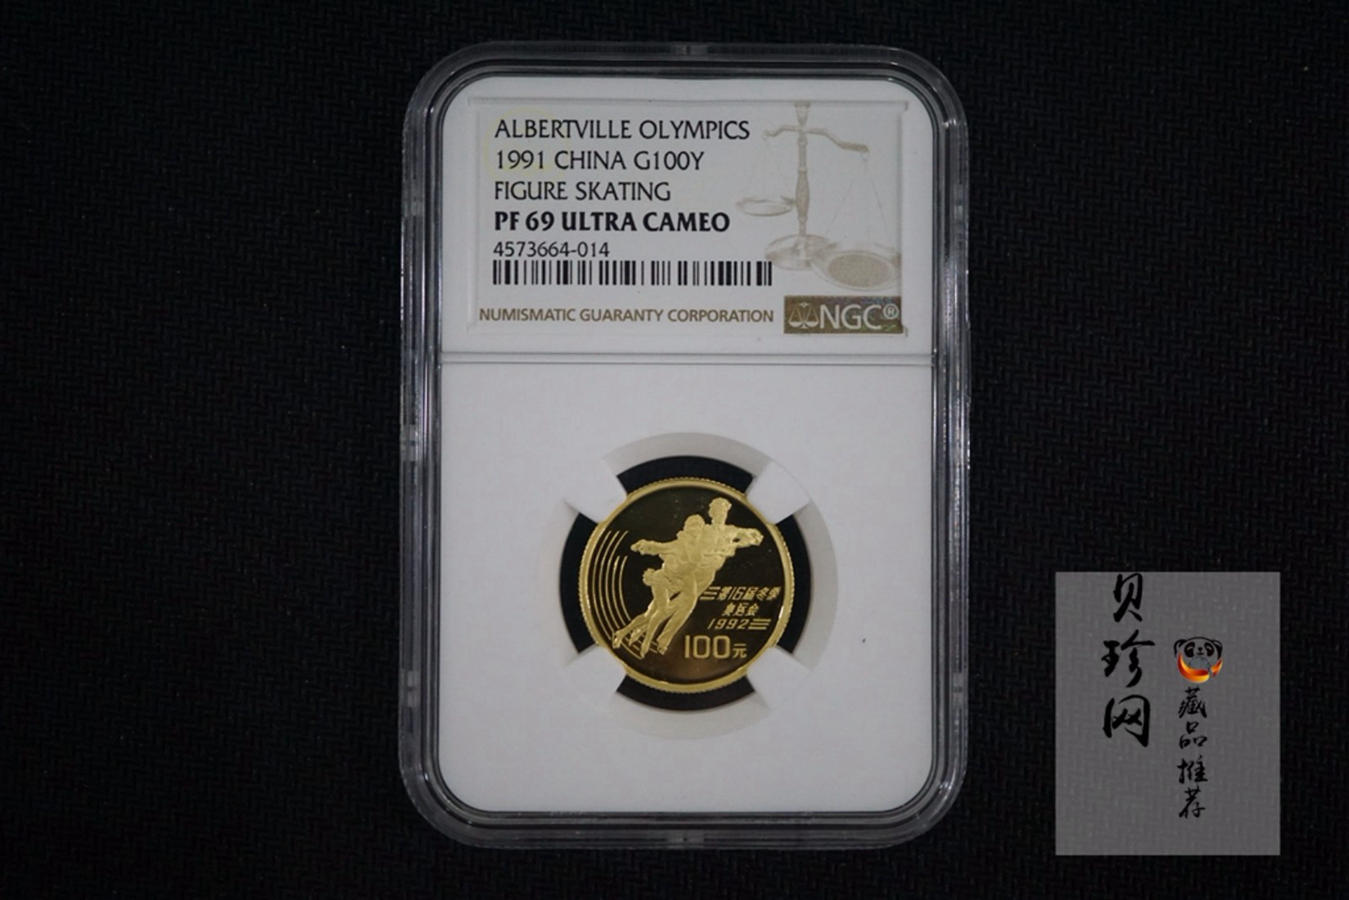 ALBERTVILLE OLYMPICS
1991 CHINA G100Y
FIGURE SKATING
PF 69 ULTRA CAMEO
4573664-014
NUMISMATIC GUARANTY CORPORATION
NGC®
第16届冬季
奥运会
1992
100元
贝珍网
藏品推荐